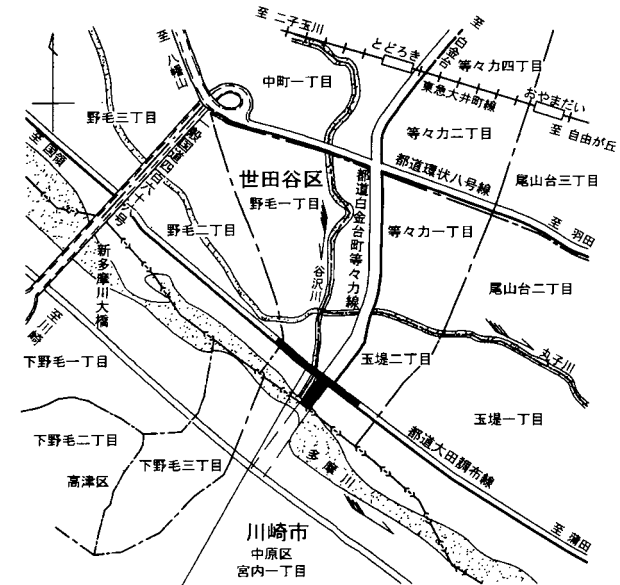 至 二子玉川
とどろき
至 白金台
等々力四丁目
東急大井町線
おやまだい
至 自由が丘
至 八幡山
中町一丁目
野毛三丁目
等々力二丁目
都道環状八号線
尾山台三丁目
至 羽田
至 国領
一般国道四百六十六号
世田谷区
野毛一丁目
野毛二丁目
都道白金台町等々力線
等々力一丁目
谷沢川
尾山台二丁目
新多摩川大橋
至 川崎
丸子川
下野毛一丁目
玉堤二丁目
玉堤一丁目
下野毛二丁目
下野毛三丁目
高津区
多摩川
都道大田調布線
至 蒲田
川崎市
中原区
宮内一丁目